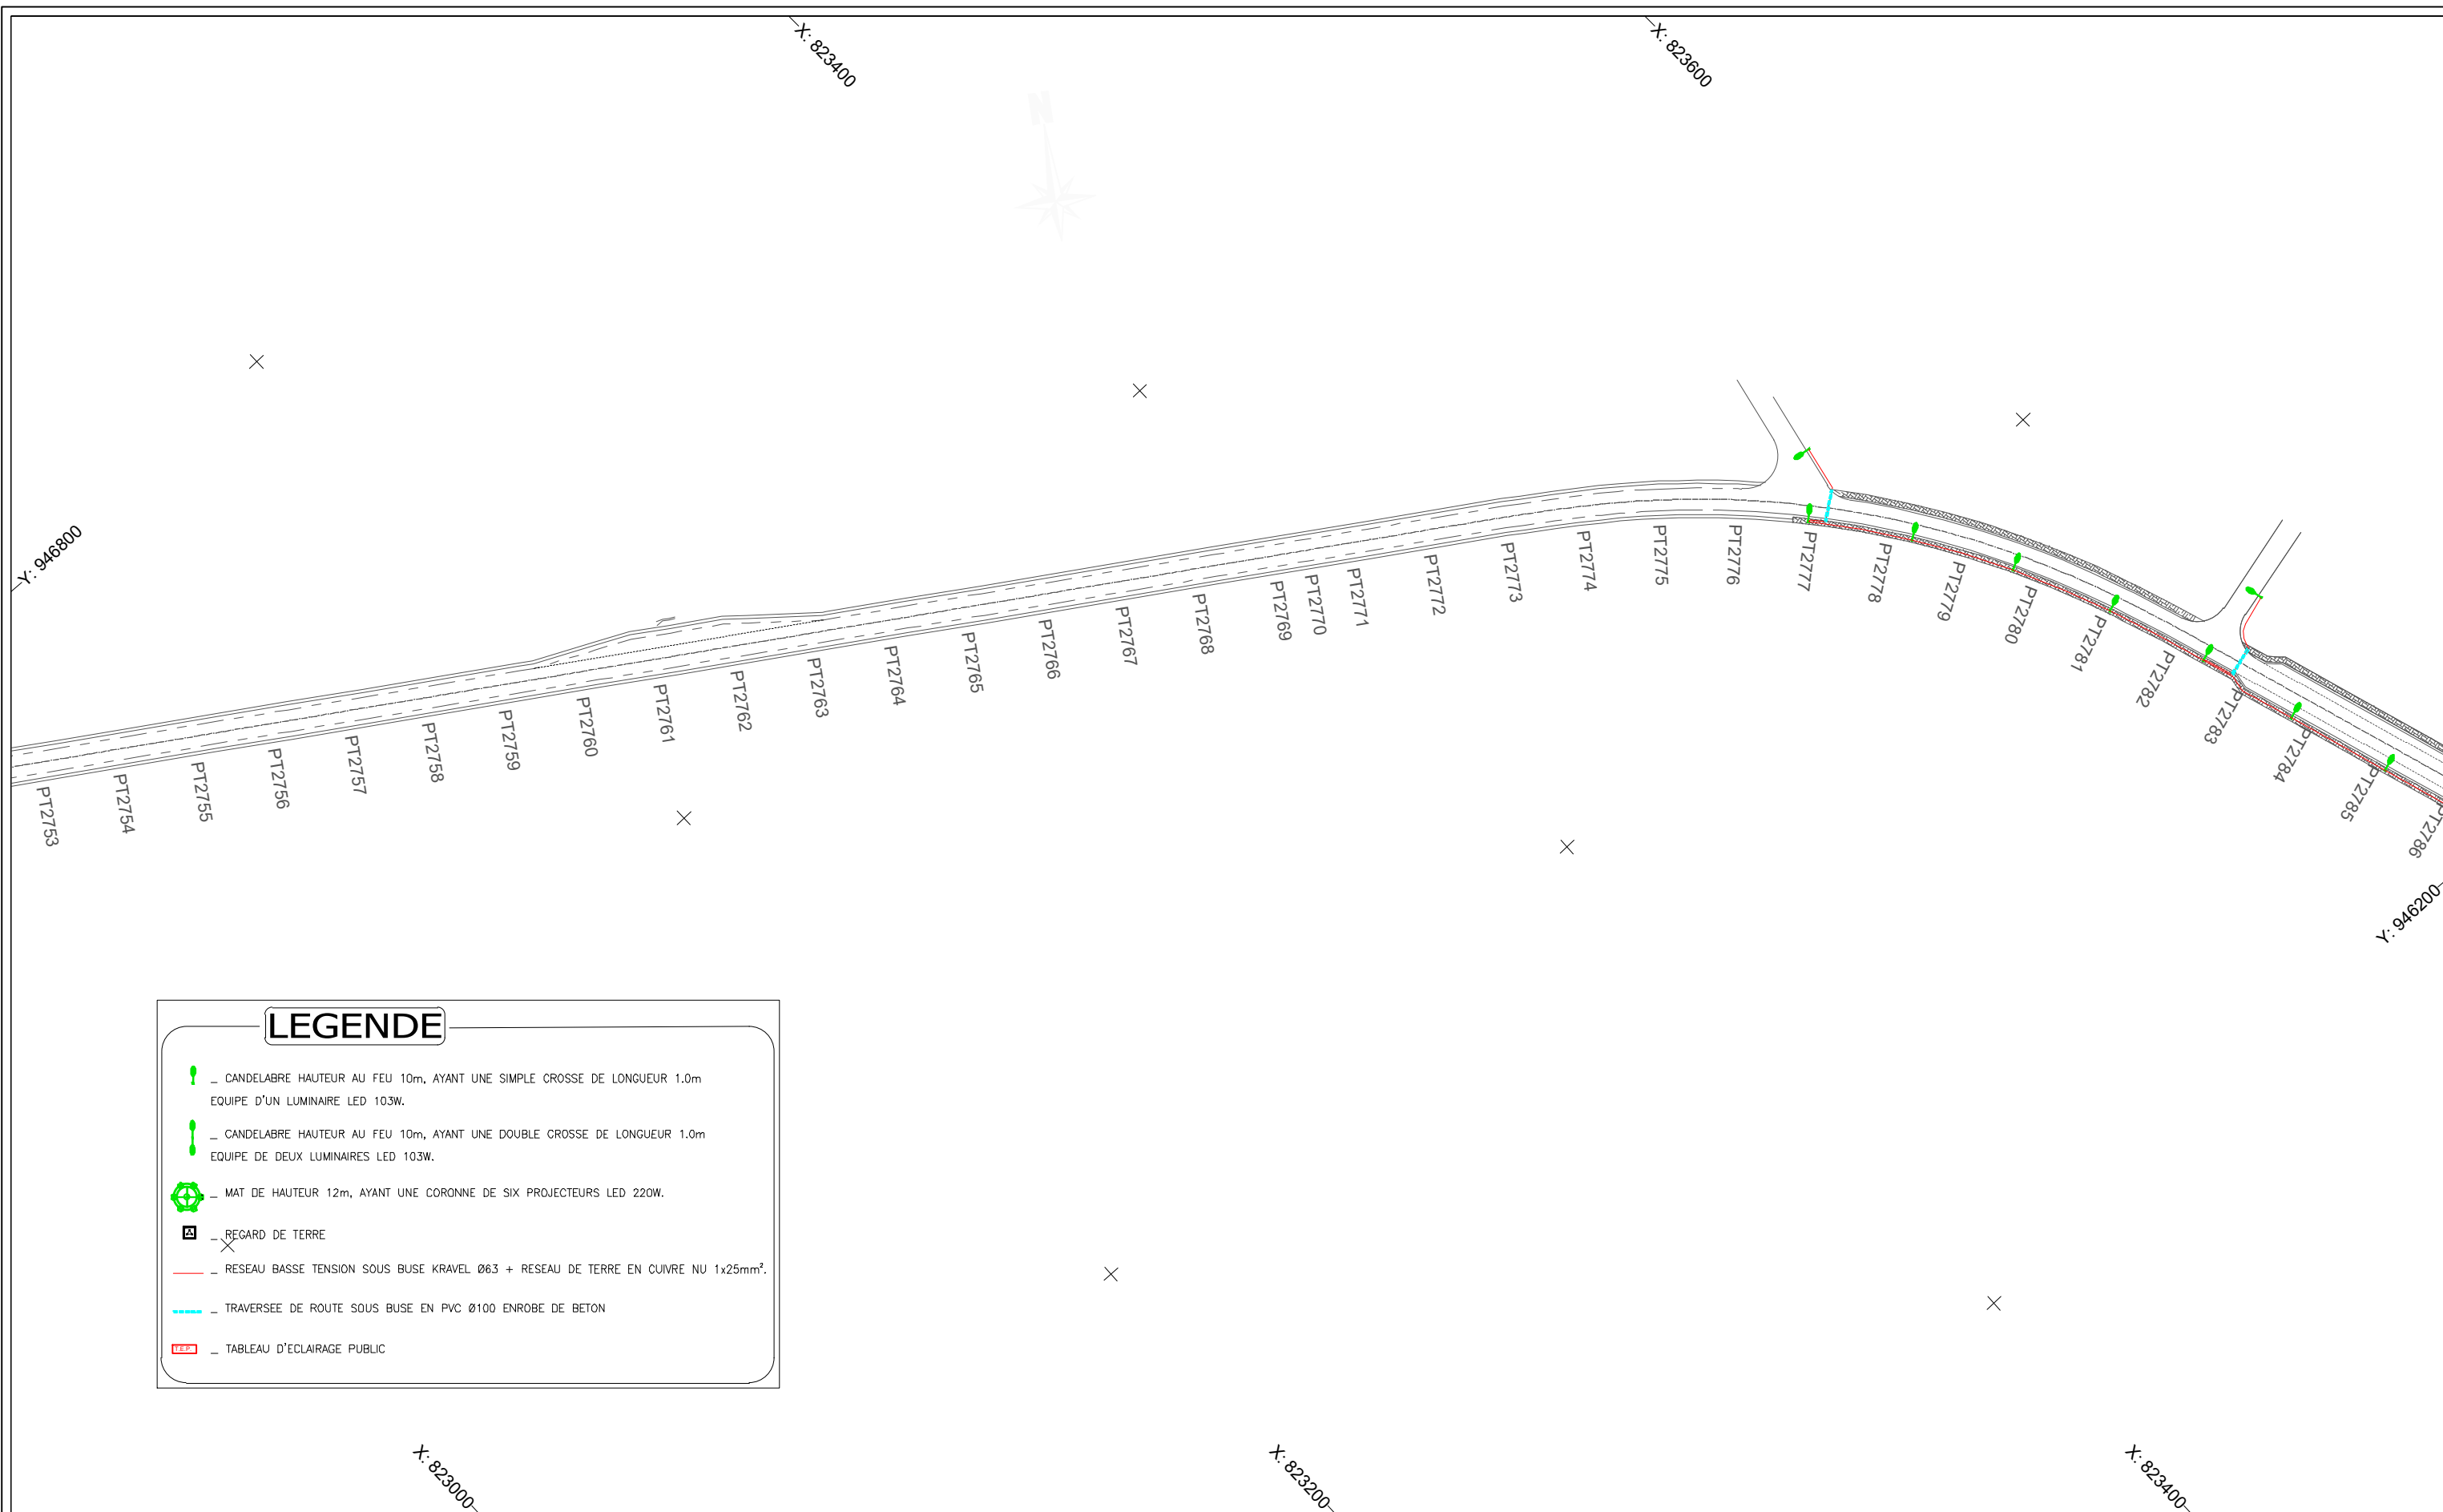 X: 823400
X: 823600
N
Y: 946800
PT2753
PT2754
PT2755
PT2756
PT2757
PT2758
PT2759
PT2760
PT2761
PT2762
PT2763
PT2764
PT2765
PT2766
PT2767
PT2768
PT2769
PT2770
PT2771
PT2772
PT2773
PT2774
PT2775
PT2776
PT2777
PT2778
PT2779
PT2780
PT2781
PT2782
PT2783
PT2784
PT2785
PT2786
Y: 946200
LEGENDE
_ CANDELABRE HAUTEUR AU FEU 10m, AYANT UNE SIMPLE CROSSE DE LONGUEUR 1.0m
EQUIPE D'UN LUMINAIRE LED 103W.
_ CANDELABRE HAUTEUR AU FEU 10m, AYANT UNE DOUBLE CROSSE DE LONGUEUR 1.0m
EQUIPE DE DEUX LUMINAIRES LED 103W.
_ MAT DE HAUTEUR 12m, AYANT UNE CORONNE DE SIX PROJECTEURS LED 220W.
_ REGARD DE TERRE
_ RESEAU BASSE TENSION SOUS BUSE KRAVEL Ø63 + RESEAU DE TERRE EN CUIVRE NU 1x25mm².
_ TRAVERSEE DE ROUTE SOUS BUSE EN PVC Ø100 ENROBE DE BETON
T.E.P. _ TABLEAU D'ECLAIRAGE PUBLIC
X: 823000
X: 823200
X: 823400